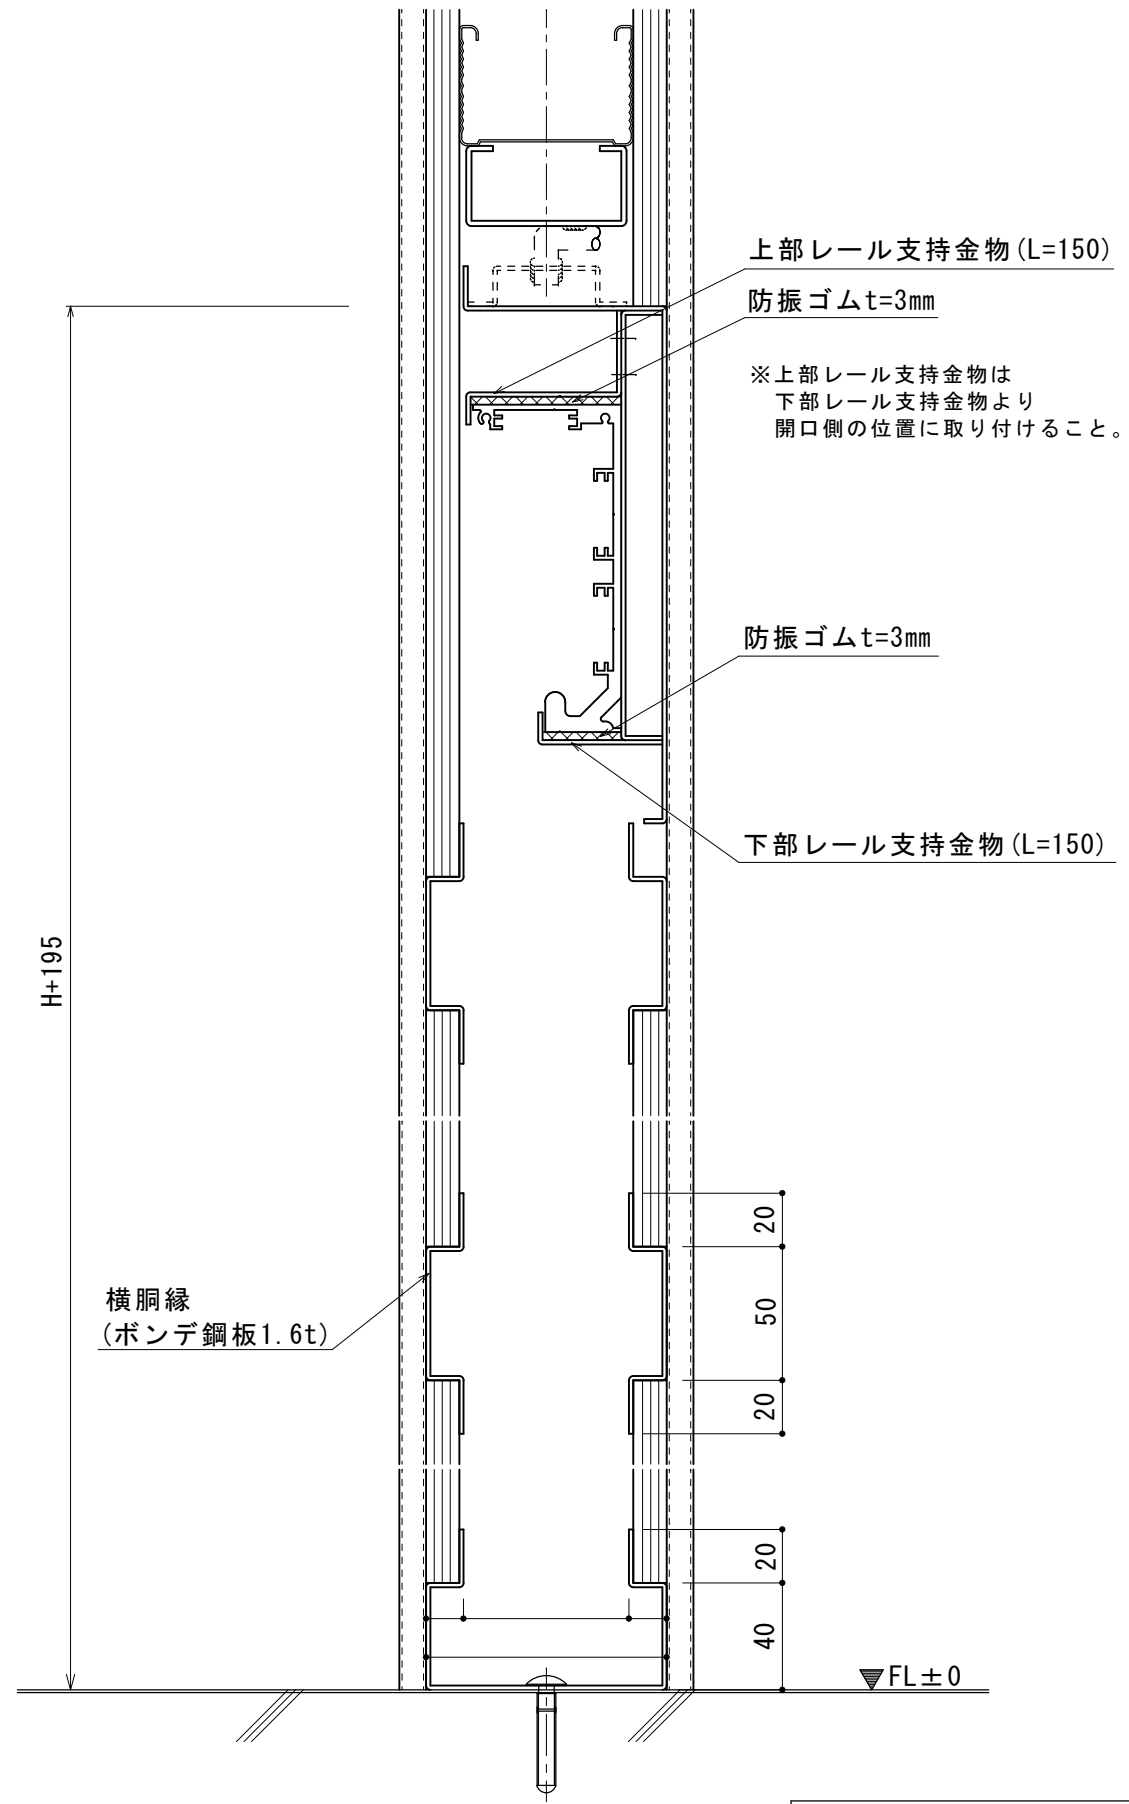 上部レール支持金物(L=150)
防振ゴムt=3mm
※上部レール支持金物は
下部レール支持金物より
開口側の位置に取り付けること。
防振ゴムt=3mm
下部レール支持金物(L=150)
H+195
20
50
20
横胴縁
(ボンデ鋼板1.6t)
20
40
FL±0